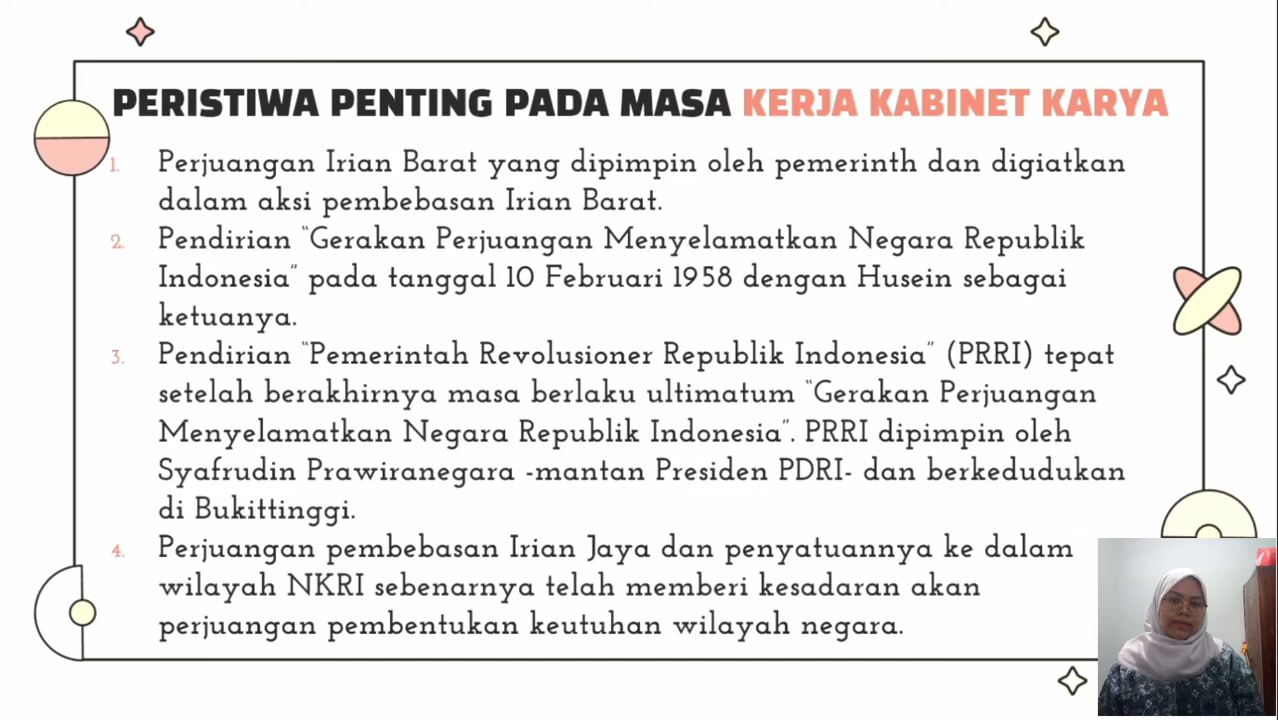 PERISTIWA PENTING PADA MASA KERJA KABINET KARYA
1. Perjuangan Irian Barat yang dipimpin oleh pemerinth dan digiatkan
dalam aksi pembebasan Irian Barat.
2. Pendirian “Gerakan Perjuangan Menyelamatkan Negara Republik
Indonesia” pada tanggal 10 Februari 1958 dengan Husein sebagai
ketuanya.
3. Pendirian “Pemerintah Revolusioner Republik Indonesia” (PRRI) tepat
setelah berakhirnya masa berlaku ultimatum “Gerakan Perjuangan
Menyelamatkan Negara Republik Indonesia”. PRRI dipimpin oleh
Syafrudin Prawiranegara -mantan Presiden PDRI- dan berkedudukan
di Bukittinggi.
4. Perjuangan pembebasan Irian Jaya dan penyatuannya ke dalam
wilayah NKRI sebenarnya telah memberi kesadaran akan
perjuangan pembentukan keutuhan wilayah negara.